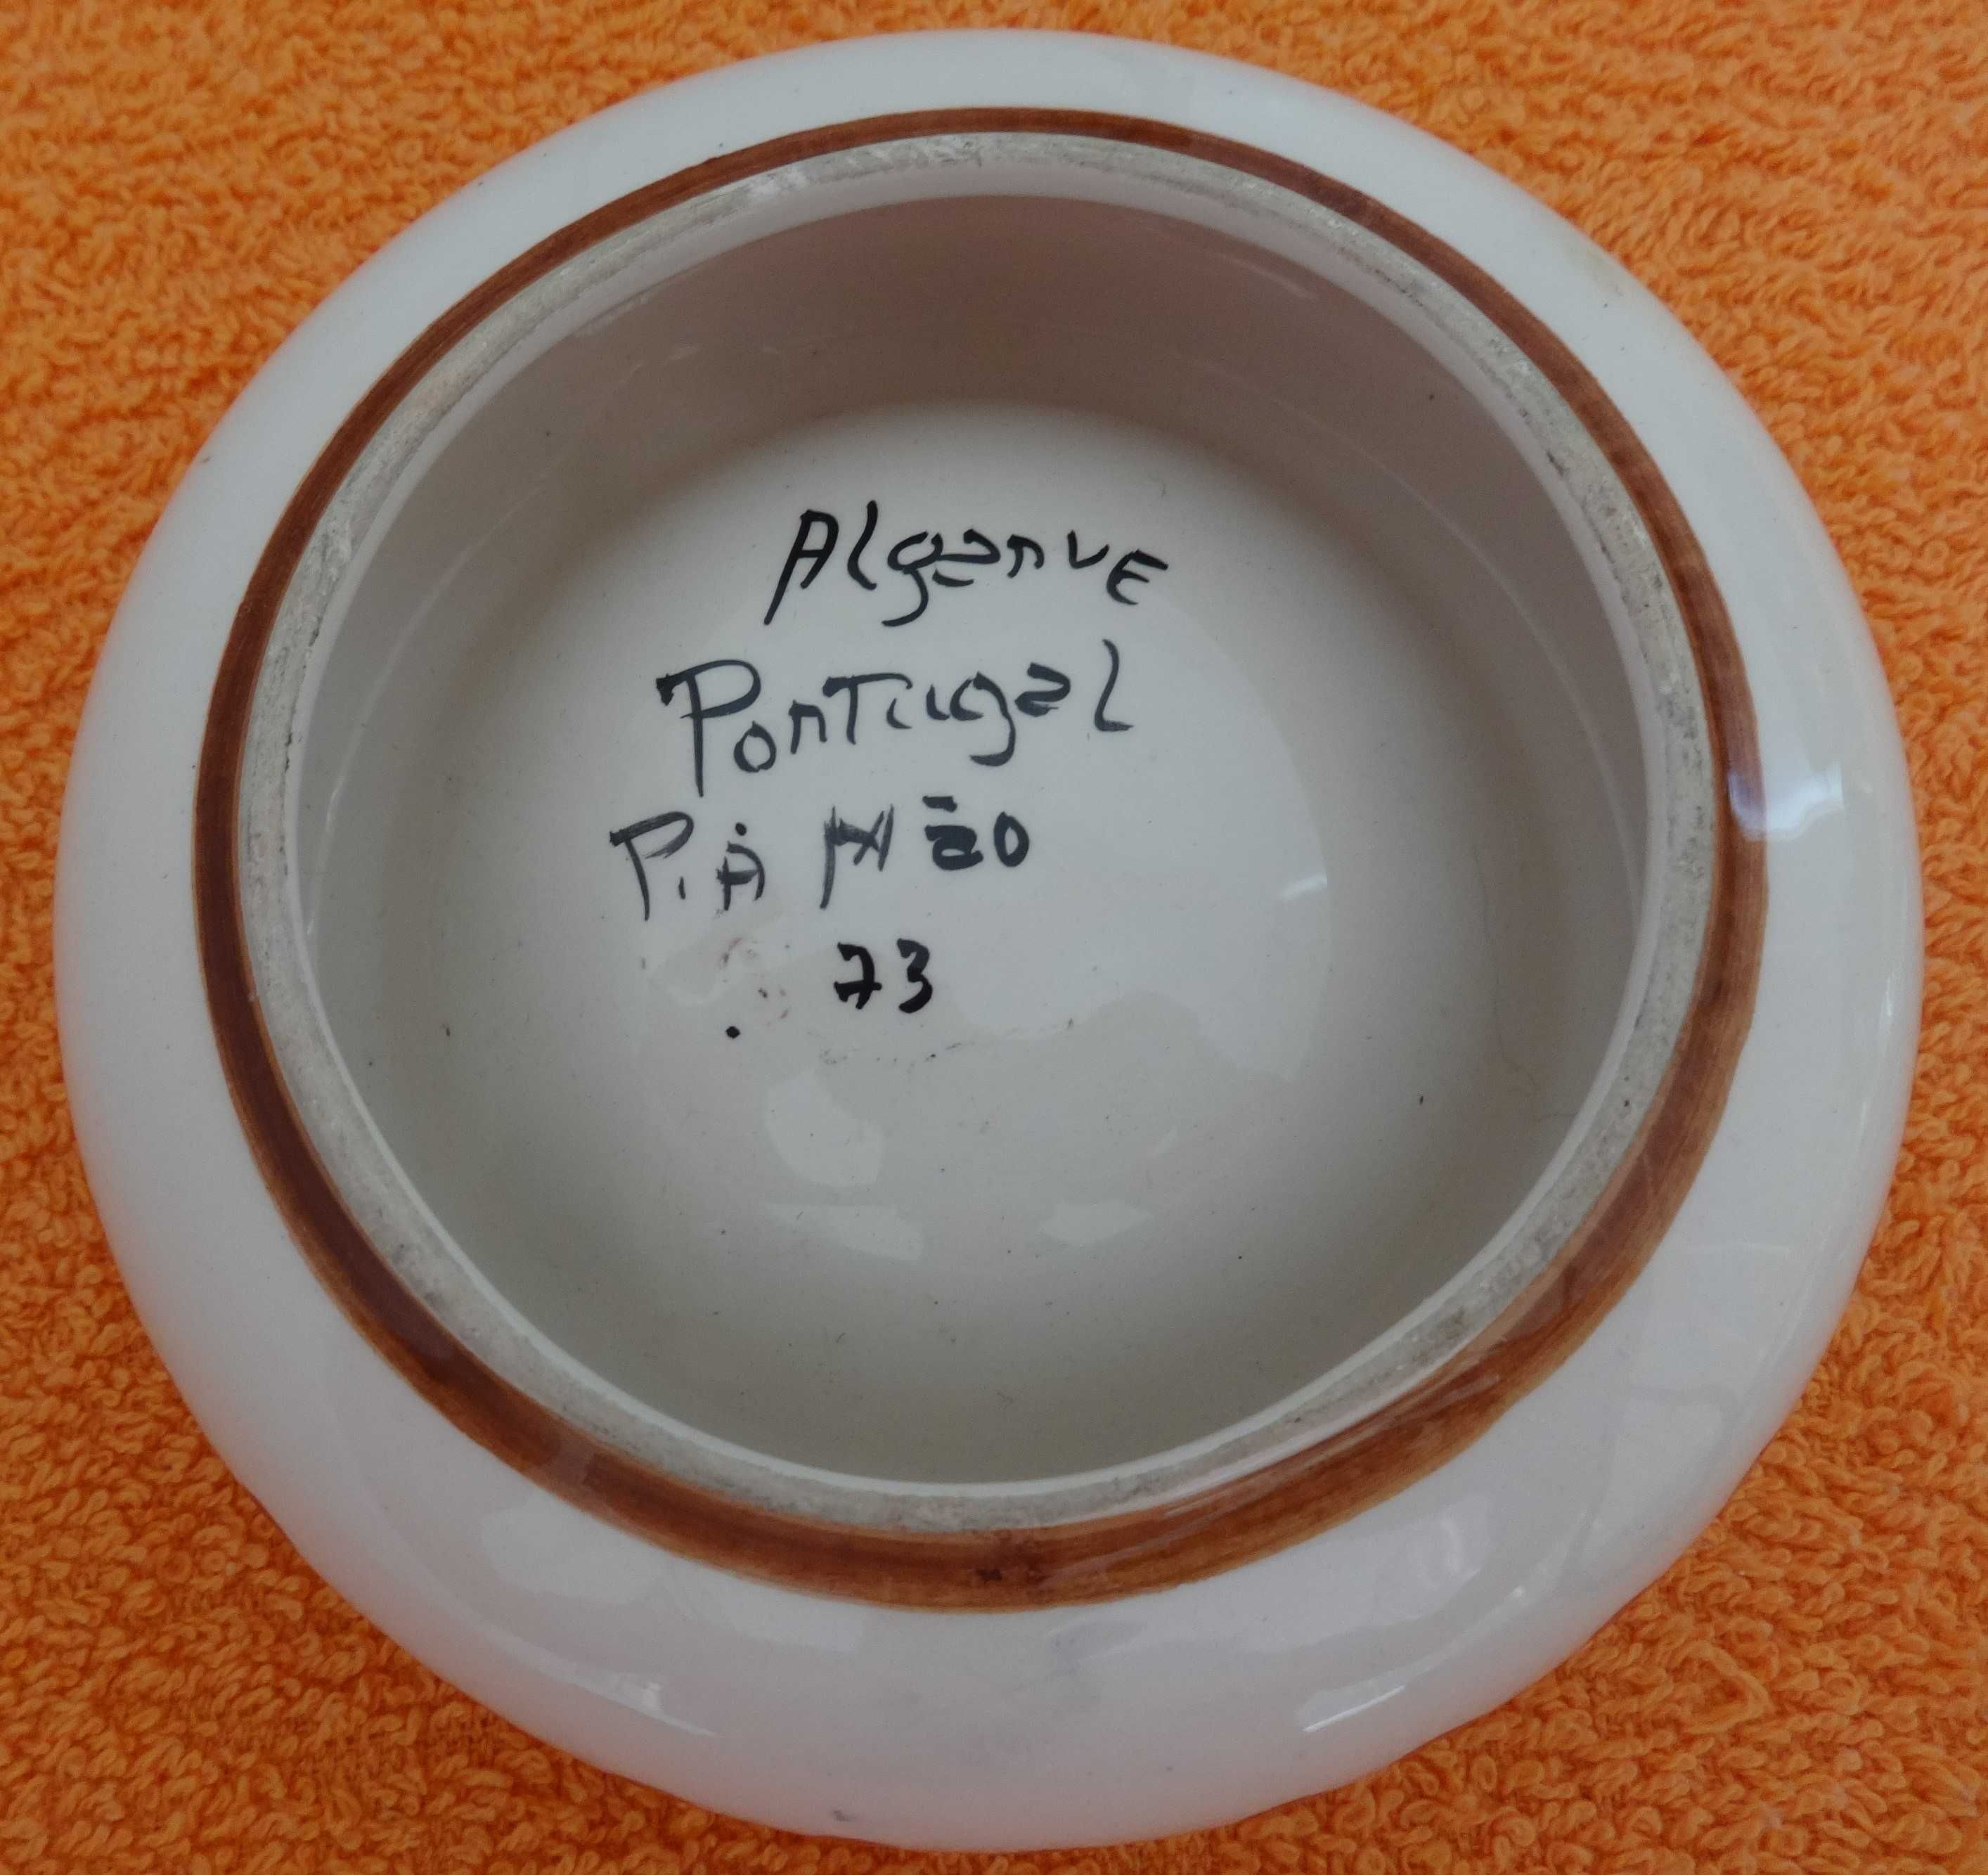 Algarve
Portugal
P. À Mão
73